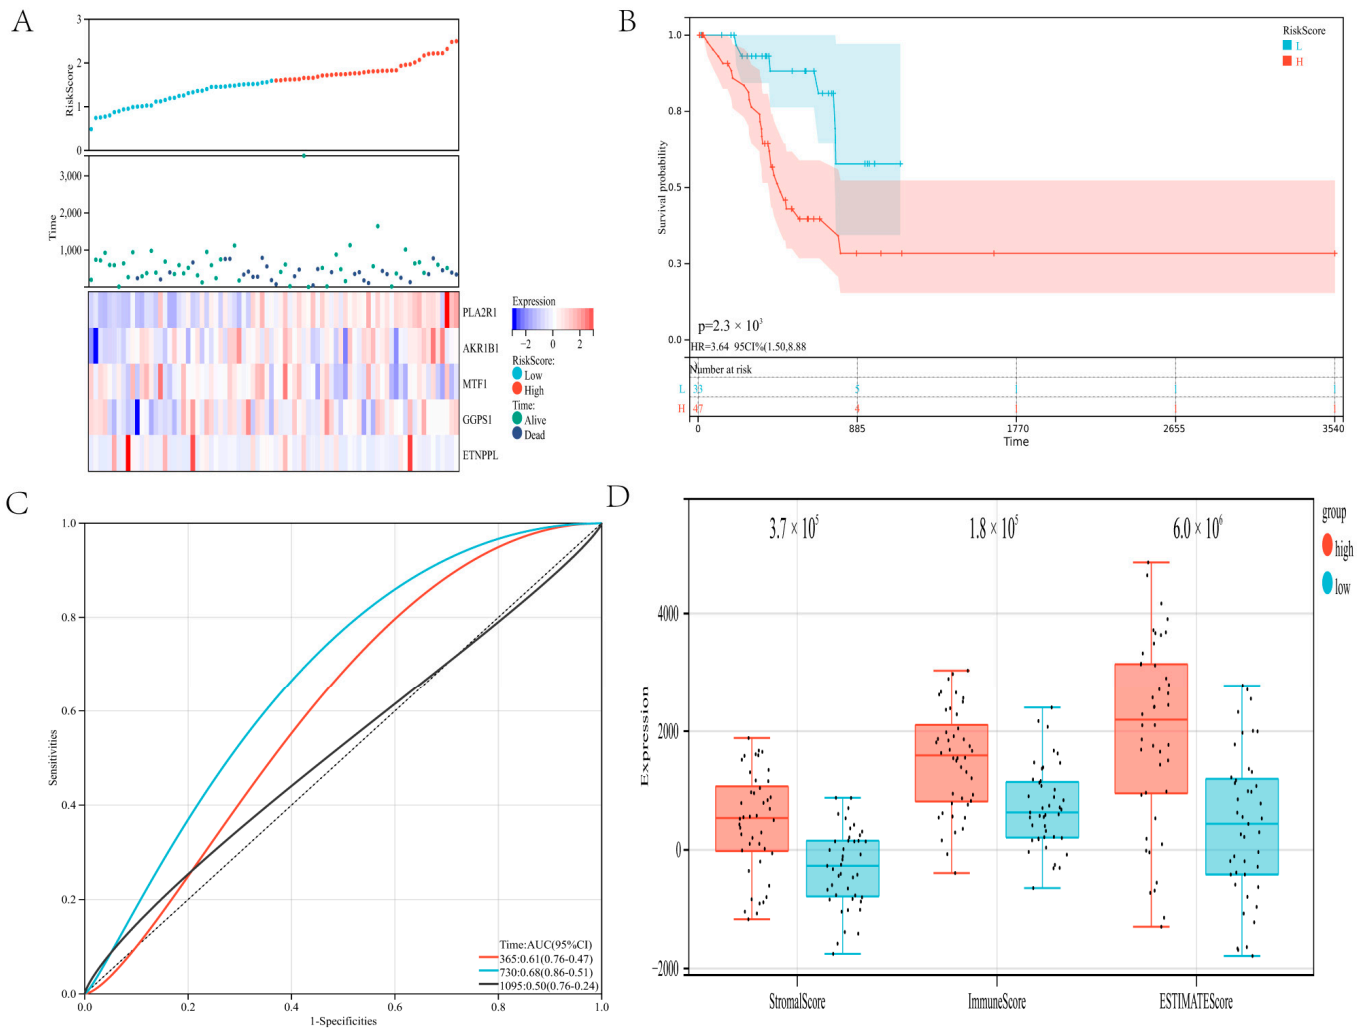 A
3
2
1
0
RiskScore
3,000
2,000
1,000
Time
PLA2R1
AKR1B1
MTF1
GGPS1
ETNPPL
Expression
−2 0 2
RiskScore:
Low
High
Time:
Alive
Dead
B
RiskScore
L
H
1.0
0.8
0.5
0.3
0.0
Survival probability
p=2.3 × 10³
HR=3.64 95CI%(1.50,8.88
Number at risk
L 33 5 1 1 1
H 47 4 1 1 1
0 885 1770 2655 3540
Time
C
1.0
0.8
0.6
0.4
0.2
0.0
Sensitivities
Time:AUC(95%CI)
365:0.61(0.76-0.47)
730:0.68(0.86-0.51)
1095:0.50(0.76-0.24)
0.0 0.2 0.4 0.6 0.8 1.0
1-Specificities
D
3.7 × 10⁵ 1.8 × 10⁵ 6.0 × 10⁶
group
high
low
4000
2000
0
−2000
Expression
StromalScore ImmuneScore ESTIMATEScore